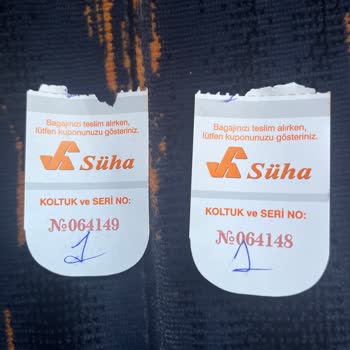 Bagajınızı teslim alırken,
lütfen kuponunuzu gösteriniz.
Süha
KOLTUK ve SERİ NO:
№064149
1
Bagajınızı teslim alırken,
lütfen kuponunuzu gösteriniz.
Süha
KOLTUK ve SERİ NO:
№064148
1